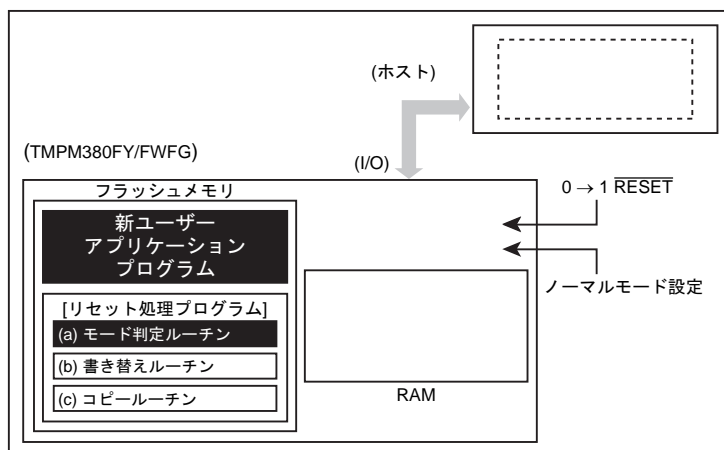 (ホスト)
(TMPM380FY/FWFG)
(I/O)
フラッシュメモリ
0 → 1 RESET
新ユーザー
アプリケーション
プログラム
ノーマルモード設定
[リセット処理プログラム]
(a) モード判定ルーチン
(b) 書き替えルーチン
(c) コピールーチン
RAM